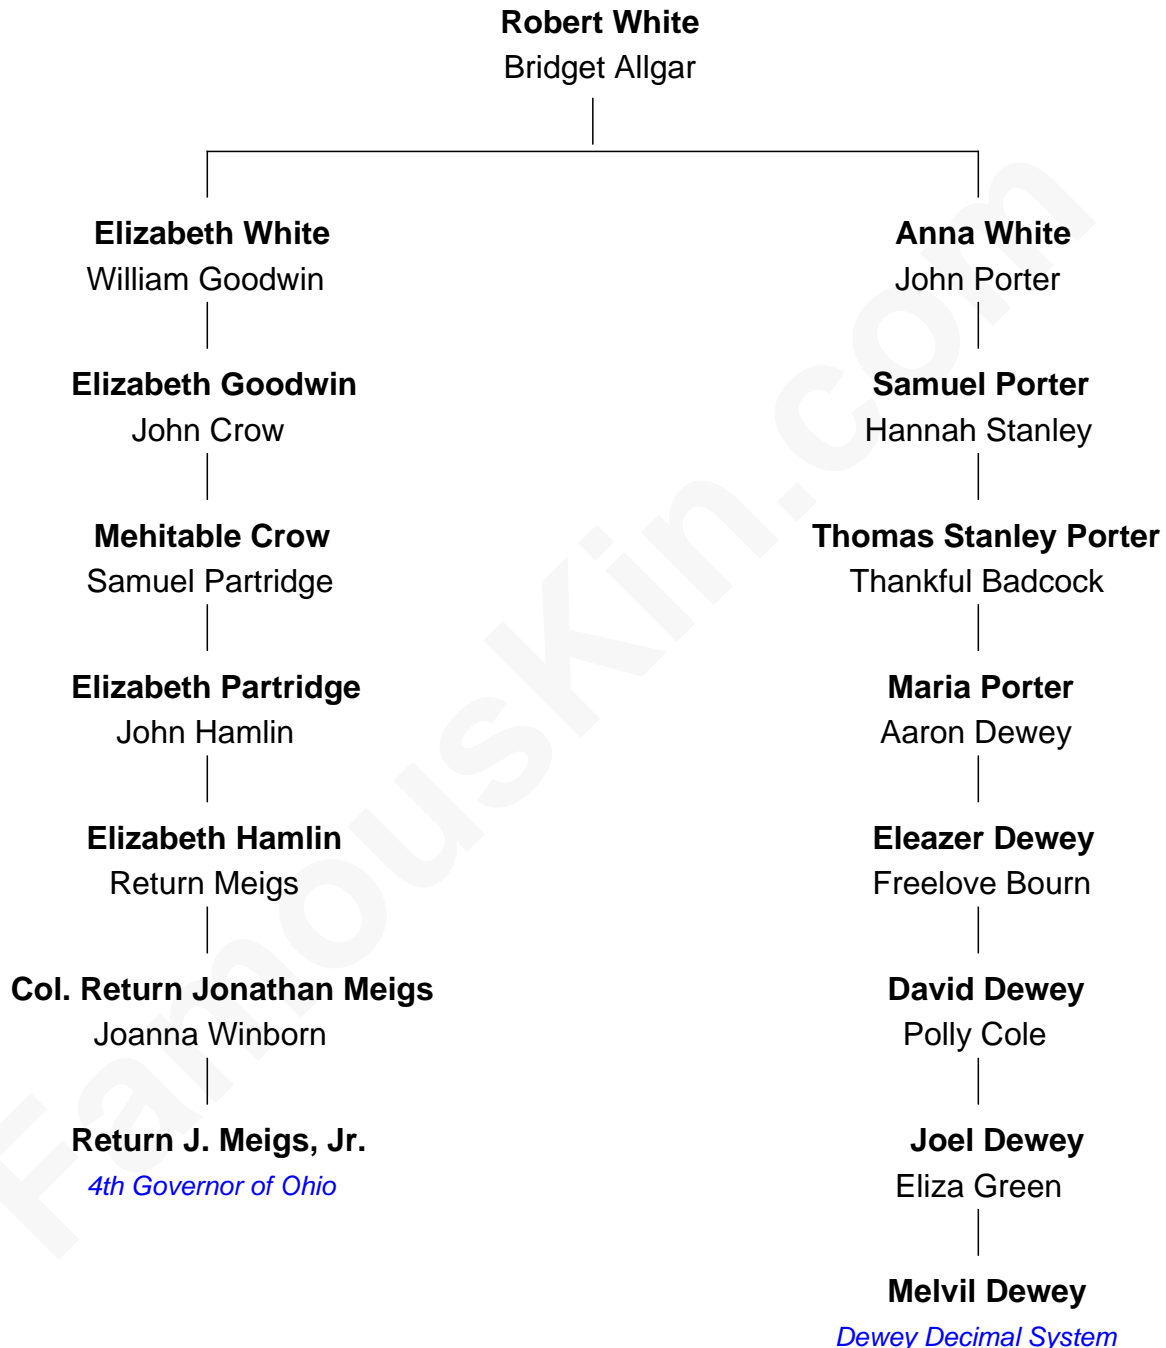 Robert White
Bridget Allgar
Elizabeth White
William Goodwin
Anna White
John Porter
Elizabeth Goodwin
John Crow
Samuel Porter
Hannah Stanley
Mehitable Crow
Samuel Partridge
Thomas Stanley Porter
Thankful Badcock
Elizabeth Partridge
John Hamlin
Maria Porter
Aaron Dewey
Elizabeth Hamlin
Return Meigs
Eleazer Dewey
Freelove Bourn
Col. Return Jonathan Meigs
Joanna Winborn
David Dewey
Polly Cole
Return J. Meigs, Jr.
4th Governor of Ohio
Joel Dewey
Eliza Green
Melvil Dewey
Dewey Decimal System
FamousKin.com